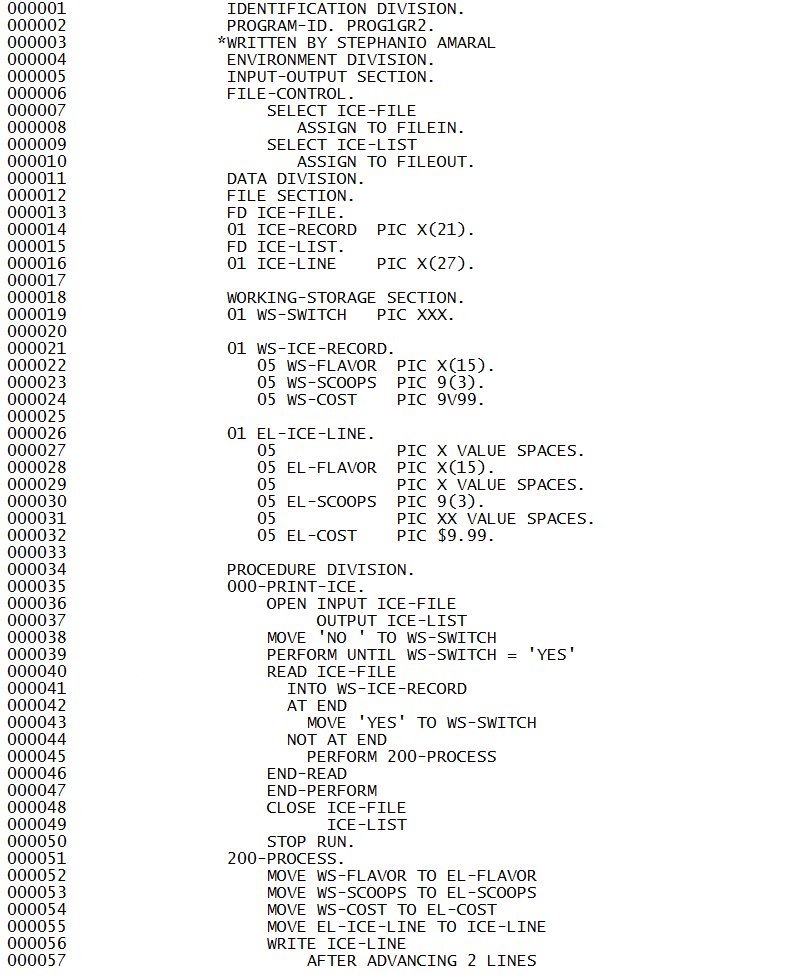 000001                IDENTIFICATION DIVISION.
000002                PROGRAM-ID. PROG1GR2.
000003               *WRITTEN BY STEPHANIO AMARAL
000004                ENVIRONMENT DIVISION.
000005                INPUT-OUTPUT SECTION.
000006                FILE-CONTROL.
000007                    SELECT ICE-FILE
000008                       ASSIGN TO FILEIN.
000009                    SELECT ICE-LIST
000010                       ASSIGN TO FILEOUT.
000011                DATA DIVISION.
000012                FILE SECTION.
000013                FD ICE-FILE.
000014                01 ICE-RECORD  PIC X(21).
000015                FD ICE-LIST.
000016                01 ICE-LINE    PIC X(27).
000017
000018                WORKING-STORAGE SECTION.
000019                01 WS-SWITCH   PIC XXX.
000020
000021                01 WS-ICE-RECORD.
000022                   05 WS-FLAVOR  PIC X(15).
000023                   05 WS-SCOOPS  PIC 9(3).
000024                   05 WS-COST    PIC 9V99.
000025
000026                01 EL-ICE-LINE.
000027                   05            PIC X VALUE SPACES.
000028                   05 EL-FLAVOR  PIC X(15).
000029                   05            PIC X VALUE SPACES.
000030                   05 EL-SCOOPS  PIC 9(3).
000031                   05            PIC XX VALUE SPACES.
000032                   05 EL-COST    PIC $9.99.
000033
000034                PROCEDURE DIVISION.
000035                000-PRINT-ICE.
000036                    OPEN INPUT ICE-FILE
000037                         OUTPUT ICE-LIST
000038                    MOVE 'NO ' TO WS-SWITCH
000039                    PERFORM UNTIL WS-SWITCH = 'YES'
000040                    READ ICE-FILE
000041                      INTO WS-ICE-RECORD
000042                      AT END
000043                        MOVE 'YES' TO WS-SWITCH
000044                      NOT AT END
000045                        PERFORM 200-PROCESS
000046                    END-READ
000047                    END-PERFORM
000048                    CLOSE ICE-FILE
000049                          ICE-LIST
000050                    STOP RUN.
000051                200-PROCESS.
000052                    MOVE WS-FLAVOR TO EL-FLAVOR
000053                    MOVE WS-SCOOPS TO EL-SCOOPS
000054                    MOVE WS-COST TO EL-COST
000055                    MOVE EL-ICE-LINE TO ICE-LINE
000056                    WRITE ICE-LINE
000057                        AFTER ADVANCING 2 LINES